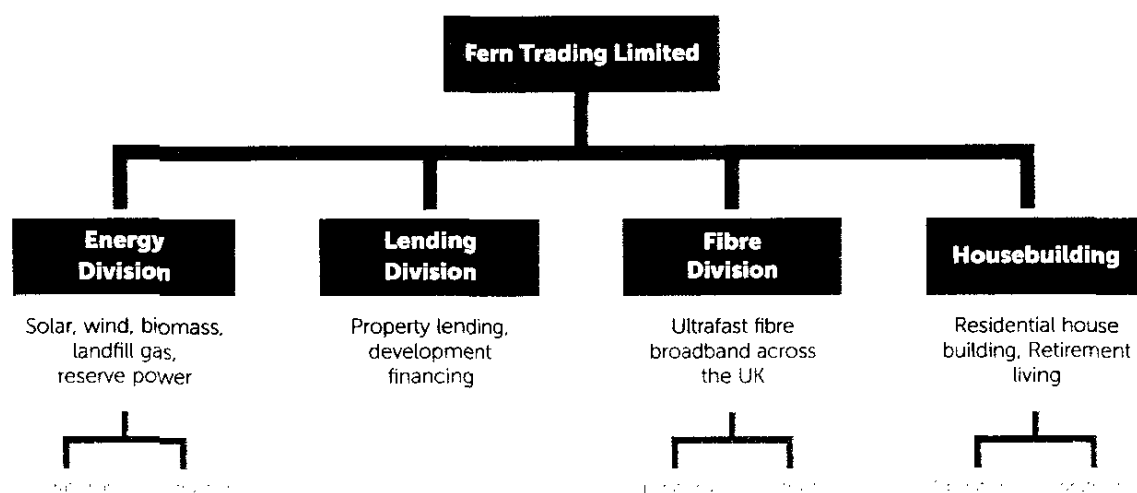 Fern Trading Limited
Energy
Division
Solar, wind, biomass,
landfill gas,
reserve power
Lending
Division
Property lending,
development
financing
Fibre
Division
Ultrafast fibre
broadband across
the UK
Housebuilding
Residential house
building, Retirement
living